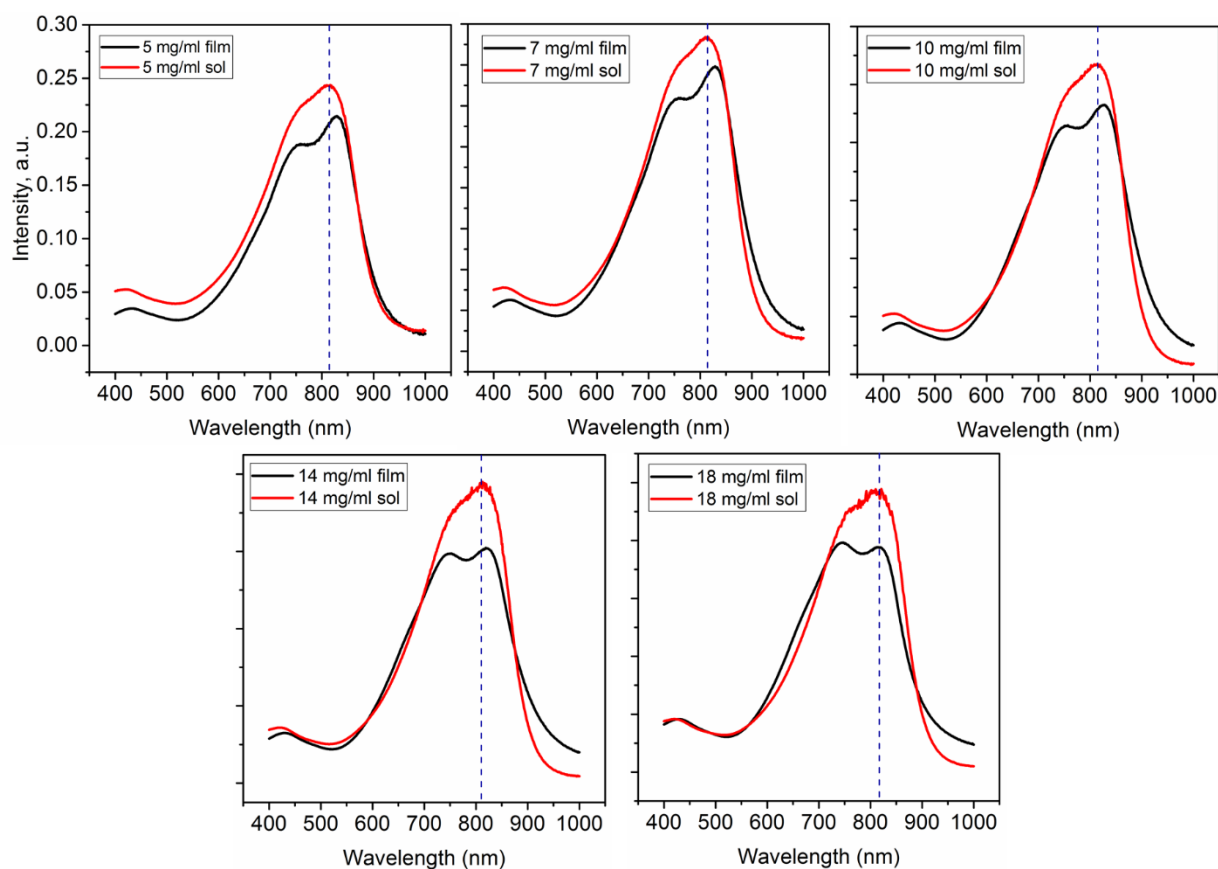 0.30
0.25
0.20
0.15
0.10
0.05
0.00
Intensity, a.u.
5 mg/ml film
5 mg/ml sol
400 500 600 700 800 900 1000
Wavelength (nm)
7 mg/ml film
7 mg/ml sol
400 500 600 700 800 900 1000
Wavelength (nm)
10 mg/ml film
10 mg/ml sol
400 500 600 700 800 900 1000
Wavelength (nm)
14 mg/ml film
14 mg/ml sol
400 500 600 700 800 900 1000
Wavelength (nm)
18 mg/ml film
18 mg/ml sol
400 500 600 700 800 900 1000
Wavelength (nm)